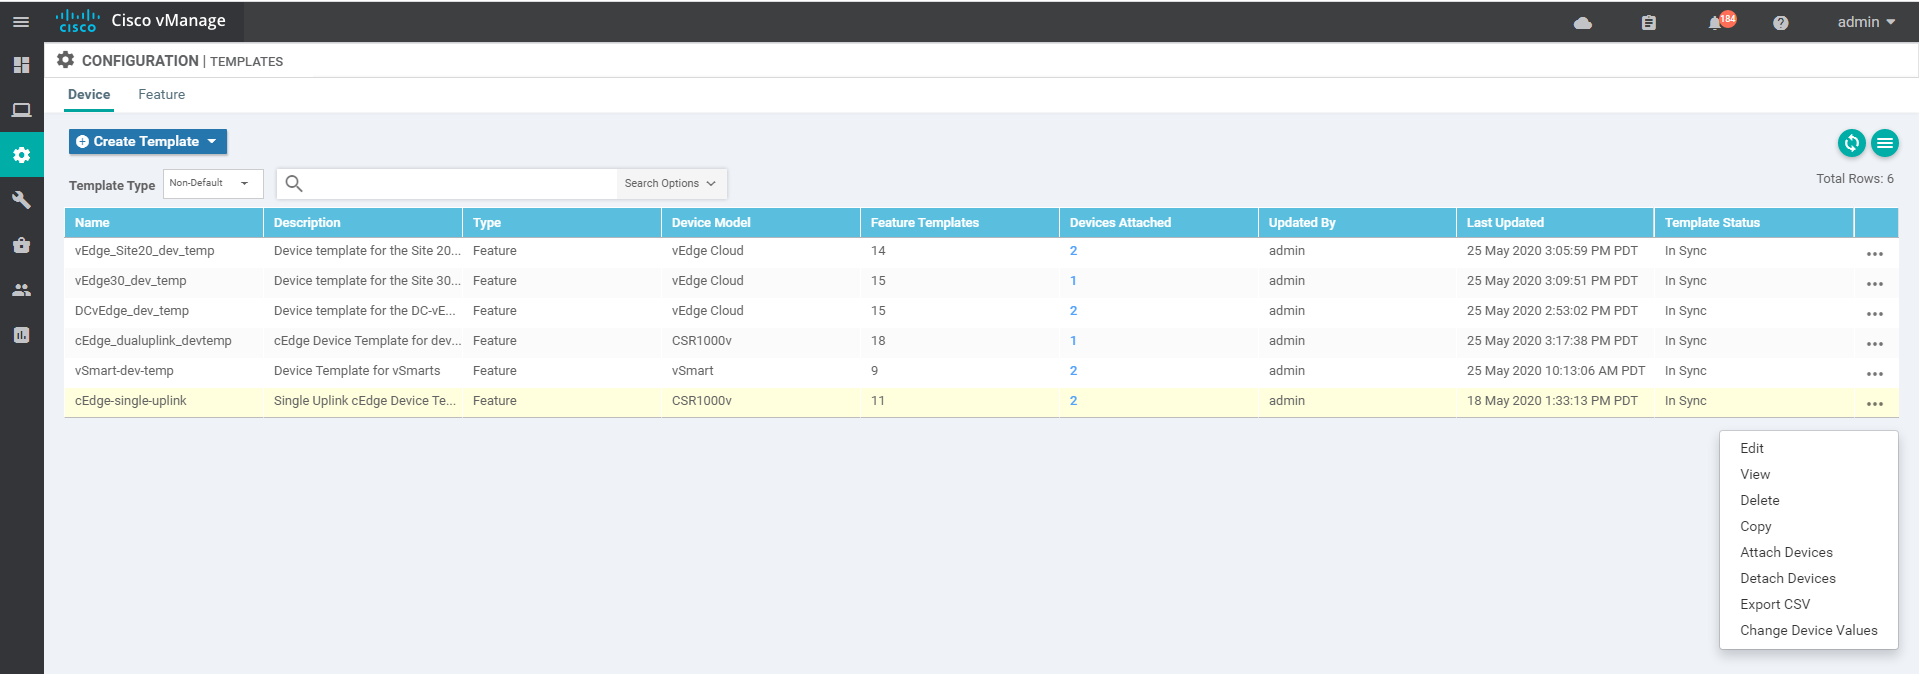 cisco Cisco vManage 184 admin
CONFIGURATION | TEMPLATES
Device Feature
Create Template
Template Type Non-Default Search Options Total Rows: 6
Name Description Type Device Model Feature Templates Devices Attached Updated By Last Updated Template Status
vEdge_Site20_dev_temp Device template for the Site 20... Feature vEdge Cloud 14 2 admin 25 May 2020 3:05:59 PM PDT In Sync
vEdge30_dev_temp Device template for the Site 30... Feature vEdge Cloud 15 1 admin 25 May 2020 3:09:51 PM PDT In Sync
DCvEdge_dev_temp Device template for the DC-vE... Feature vEdge Cloud 15 2 admin 25 May 2020 2:53:02 PM PDT In Sync
cEdge_dualuplink_devtemp cEdge Device Template for dev... Feature CSR1000v 18 1 admin 25 May 2020 3:17:38 PM PDT In Sync
vSmart-dev-temp Device Template for vSmarts Feature vSmart 9 2 admin 25 May 2020 10:13:06 AM PDT In Sync
cEdge-single-uplink Single Uplink cEdge Device Te... Feature CSR1000v 11 2 admin 18 May 2020 1:33:13 PM PDT In Sync
Edit
View
Delete
Copy
Attach Devices
Detach Devices
Export CSV
Change Device Values